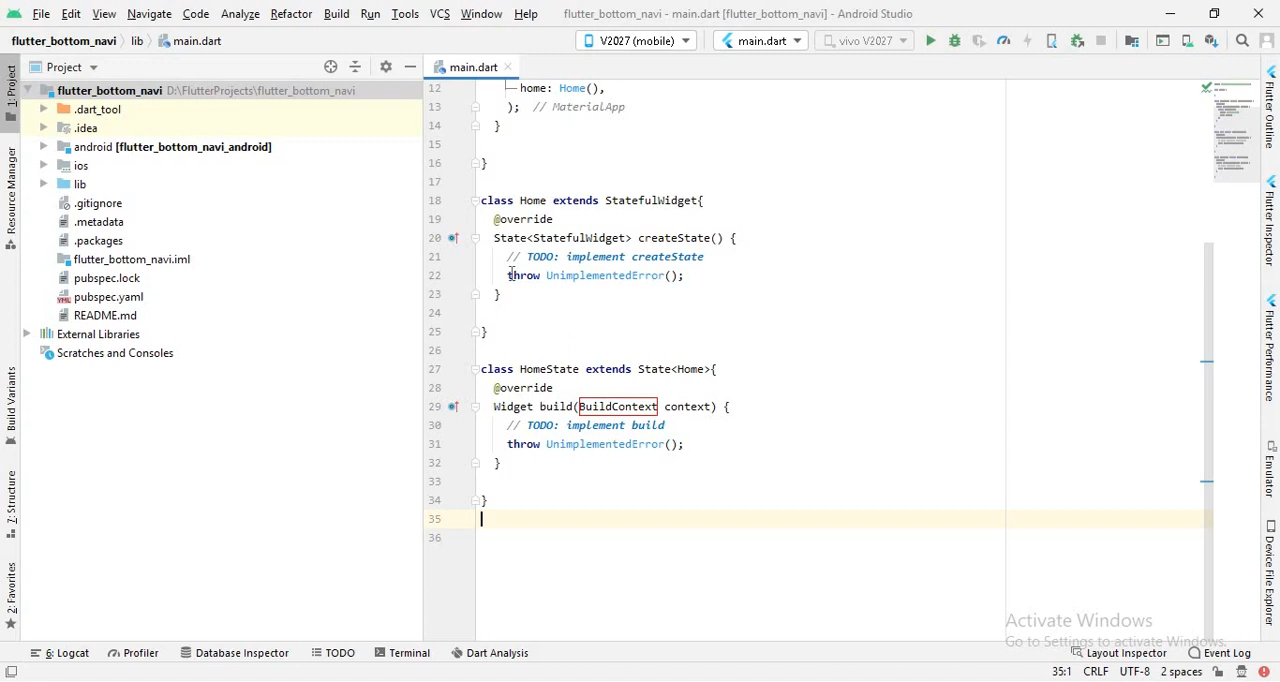 File Edit View Navigate Code Analyze Refactor Build Run Tools VCS Window Help flutter_bottom_navi - main.dart [flutter_bottom_navi] - Android Studio
flutter_bottom_navi lib main.dart V2027 (mobile) main.dart vivo V2027
Project main.dart
1: Project
Resource Manager
Build Variants
7: Structure
2: Favorites
flutter_bottom_navi D:\FlutterProjects\flutter_bottom_navi
.dart_tool
.idea
android [flutter_bottom_navi_android]
ios
lib
.gitignore
.metadata
.packages
flutter_bottom_navi.iml
pubspec.lock
pubspec.yaml
README.md
External Libraries
Scratches and Consoles
12 home: Home(),
13 ); // MaterialApp
14 }
15
16 }
17
18 class Home extends StatefulWidget{
19 @override
20 State<StatefulWidget> createState() {
21 // TODO: implement createState
22 throw UnimplementedError();
23 }
24
25 }
26
27 class HomeState extends State<Home>{
28 @override
29 Widget build(BuildContext context) {
30 // TODO: implement build
31 throw UnimplementedError();
32 }
33
34 }
35
36
Flutter Outline
Flutter Inspector
Flutter Performance
Emulator
Device File Explorer
Activate Windows
Go to Settings to activate Windows.
6: Logcat Profiler Database Inspector TODO Terminal Dart Analysis Layout Inspector Event Log
35:1 CRLF UTF-8 2 spaces